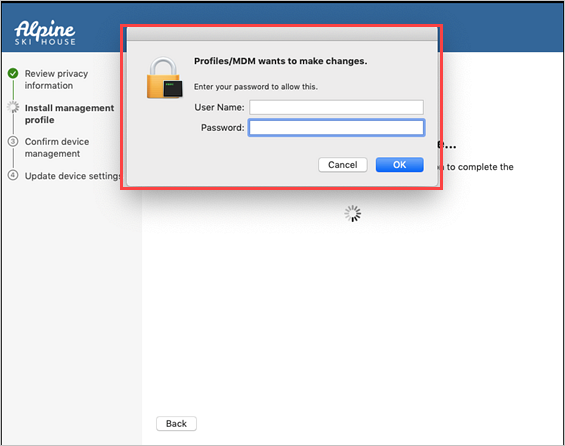 Alpine
SKI HOUSE
Review privacy
information
Install management
profile
3 Confirm device
management
4 Update device setting
Profiles/MDM wants to make changes.
Enter your password to allow this.
User Name:
Password:
Cancel
OK
e...
to complete the
Back